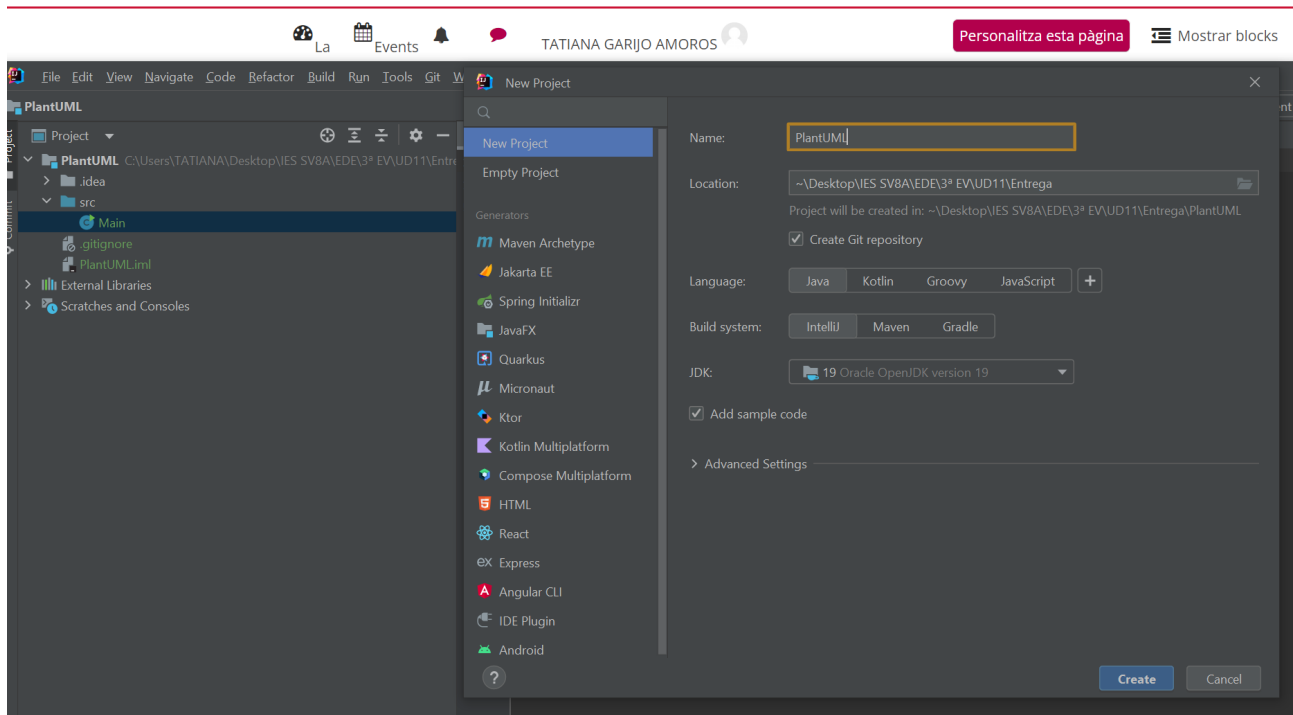 La Events TATIANA GARIJO AMOROS Personalitza esta pàgina Mostrar blocks
File Edit View Navigate Code Refactor Build Run Tools Git W
PlantUML
Project
PlantUML C:\Users\TATIANA\Desktop\IES SV8A\EDE\3ª EV\UD11\Entre
.idea
src
Main
.gitignore
PlantUML.iml
External Libraries
Scratches and Consoles
Project
Commit
New Project
New Project
Empty Project
Generators
Maven Archetype
Jakarta EE
Spring Initializr
JavaFX
Quarkus
Micronaut
Ktor
Kotlin Multiplatform
Compose Multiplatform
HTML
React
ex Express
Angular CLI
IDE Plugin
Android
Name: PlantUML
Location: ~\Desktop\IES SV8A\EDE\3ª EV\UD11\Entrega
Project will be created in: ~\Desktop\IES SV8A\EDE\3ª EV\UD11\Entrega\PlantUML
Create Git repository
Language: Java Kotlin Groovy JavaScript +
Build system: IntelliJ Maven Gradle
JDK: 19 Oracle OpenJDK version 19
Add sample code
Advanced Settings
? Create Cancel
nt